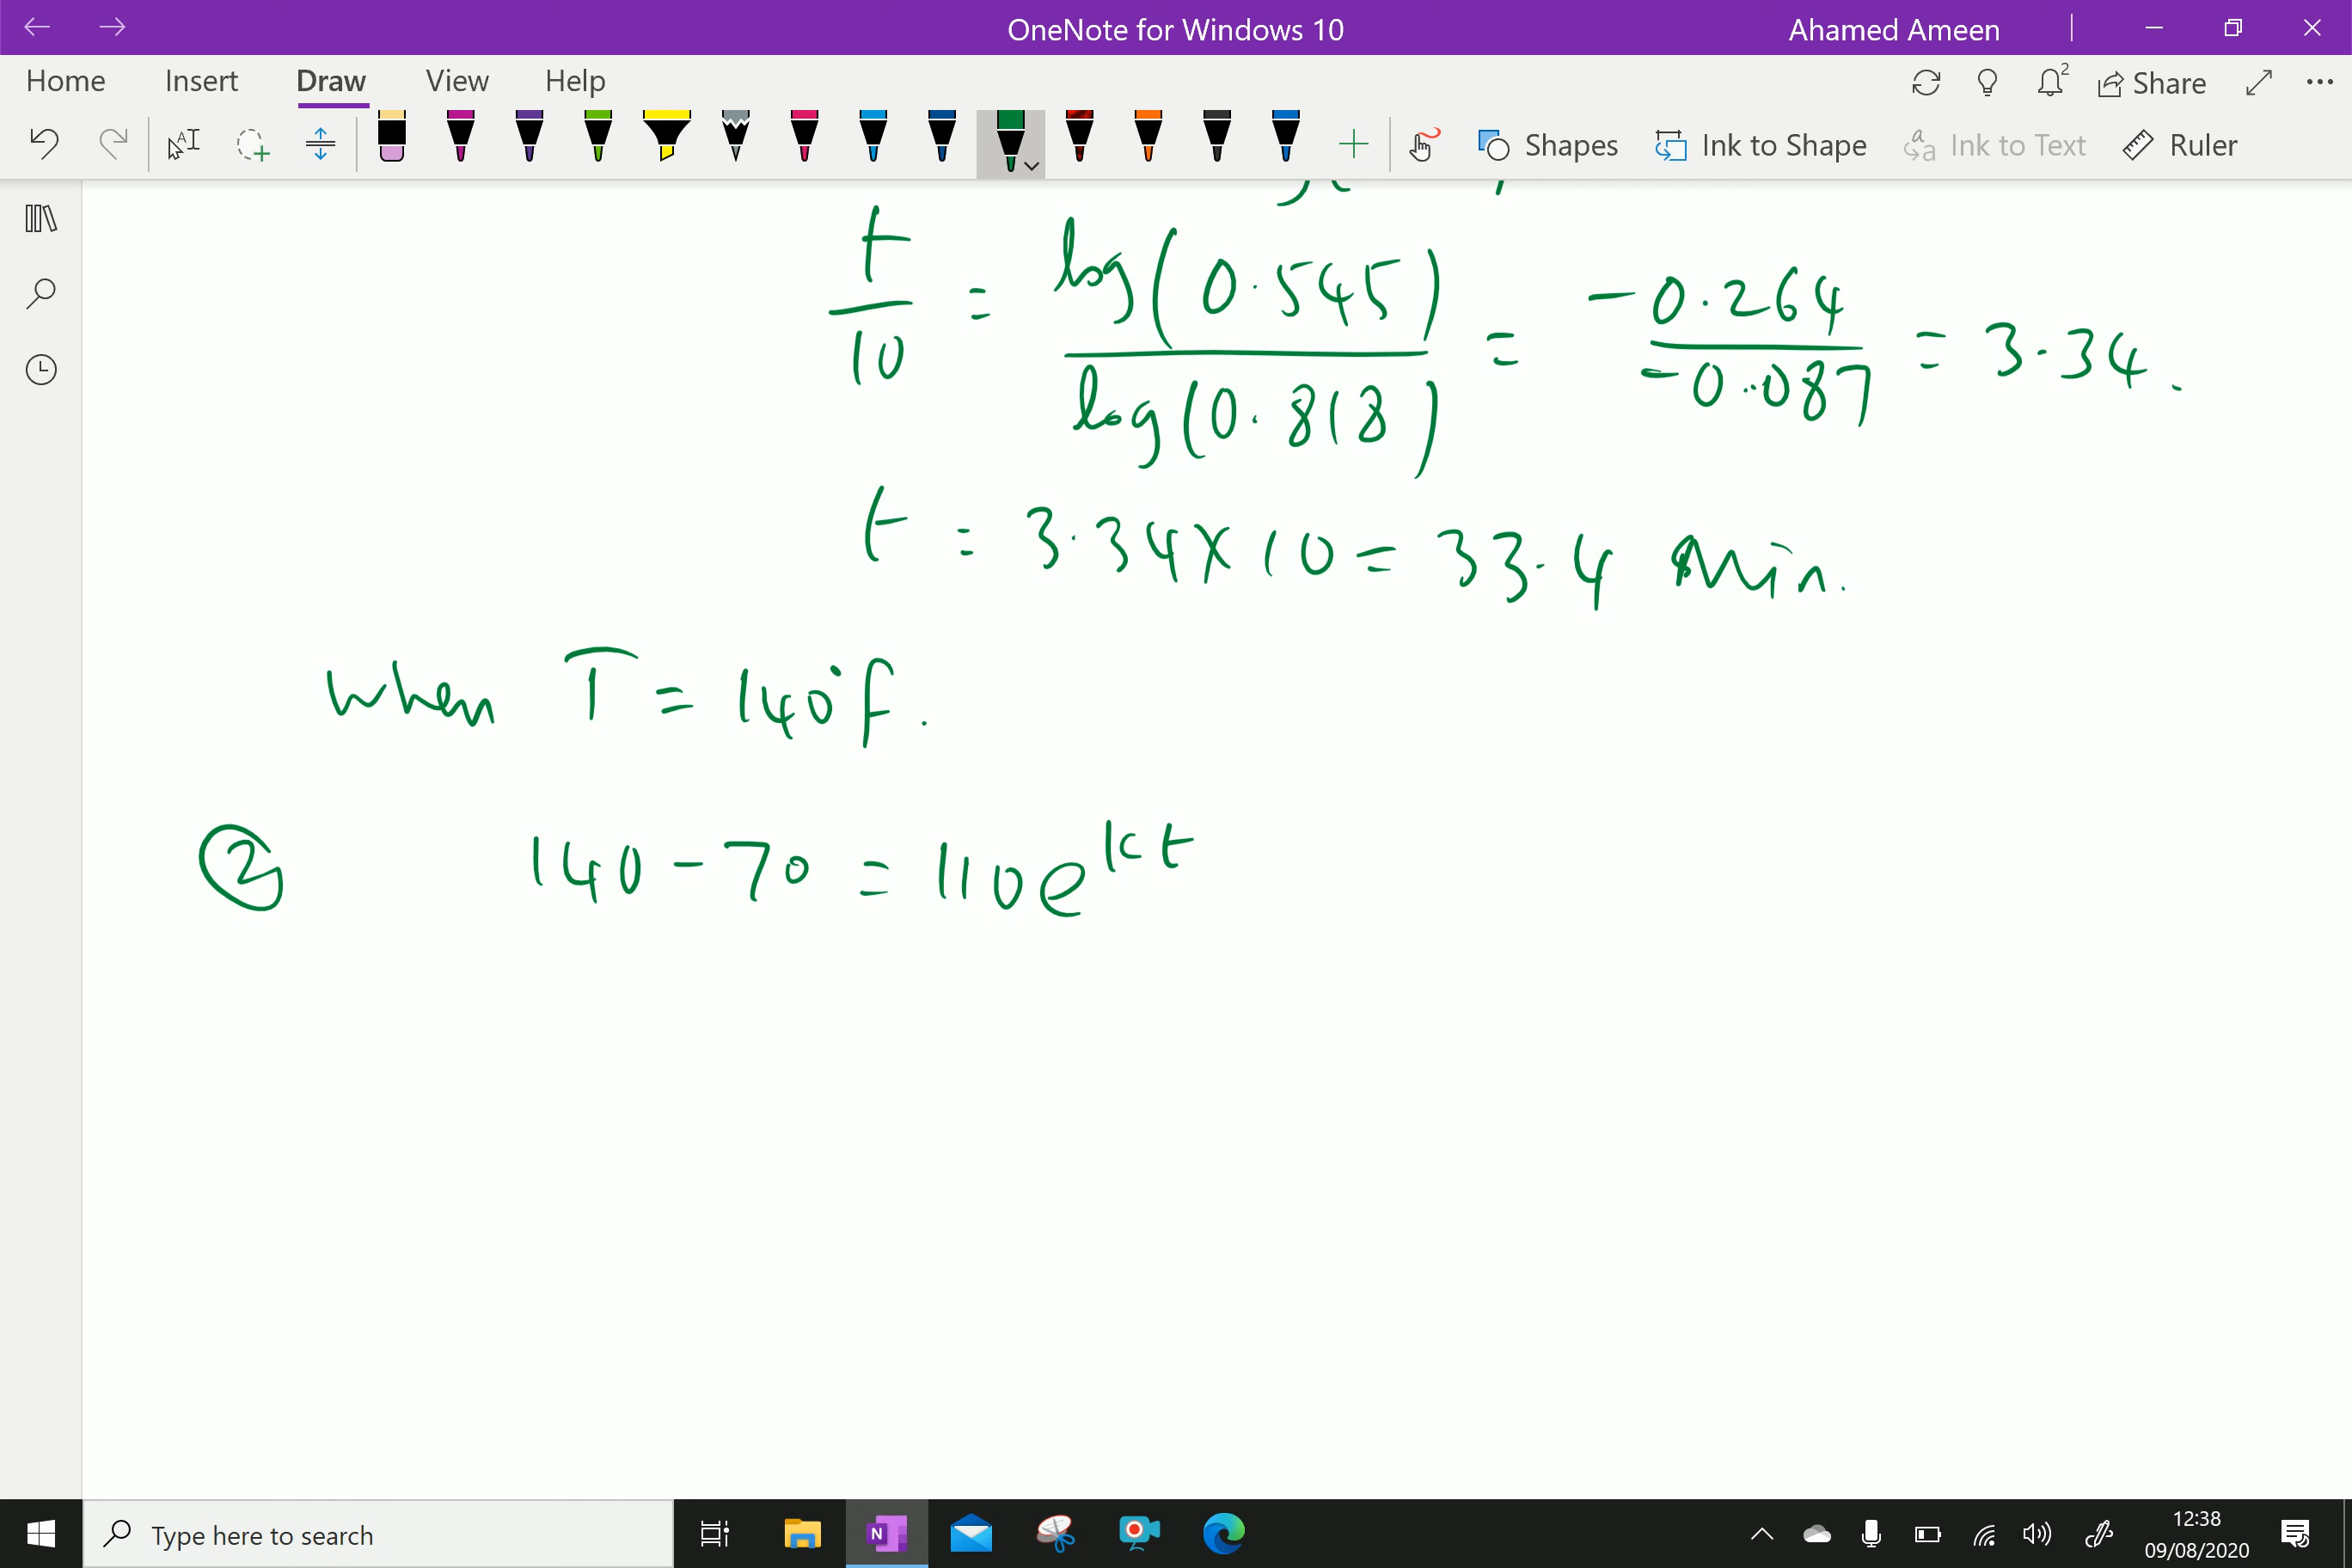 OneNote for Windows 10 Ahamed Ameen
Home Insert Draw View Help 2 Share
Shapes Ink to Shape Ink to Text Ruler
t/10 = log(0.545)/log(0.818) = -0.264/-0.087 = 3.34.
t = 3.34 × 10 = 33.4 Min.
when T = 140°F.
② 140 - 70 = 110e^kt
Type here to search
12:38
09/08/2020